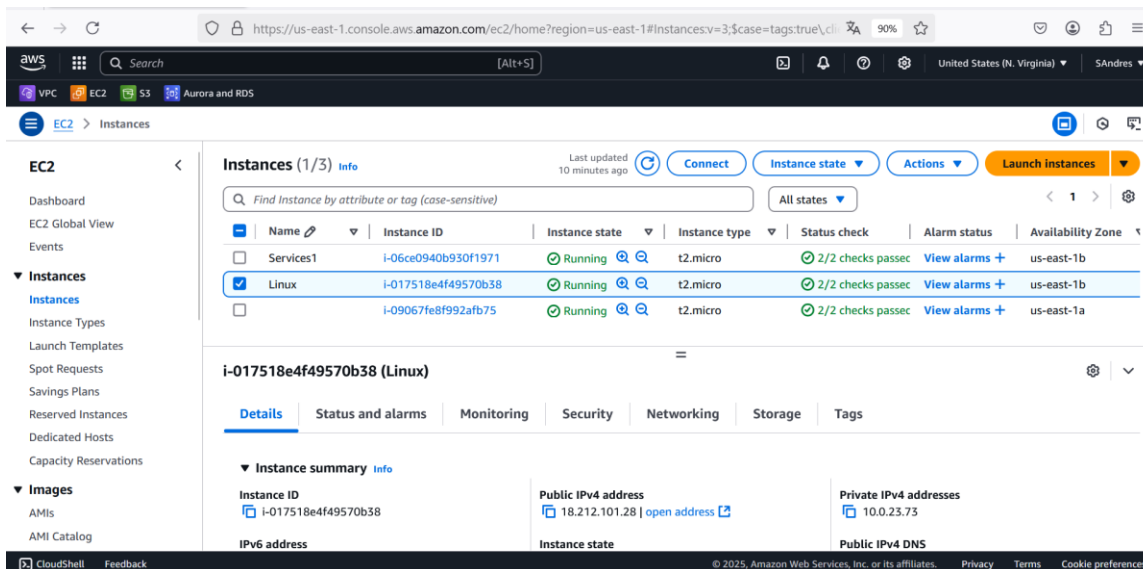 https://us-east-1.console.aws.amazon.com/ec2/home?region=us-east-1#Instances:v=3;$case=tags:true\,cli 90%
aws Search [Alt+S] United States (N. Virginia) SAndres
VPC EC2 S3 Aurora and RDS
EC2 > Instances
EC2
Dashboard
EC2 Global View
Events
Instances
Instances
Instance Types
Launch Templates
Spot Requests
Savings Plans
Reserved Instances
Dedicated Hosts
Capacity Reservations
Images
AMIs
AMI Catalog
Instances (1/3) Info
Last updated
10 minutes ago
Connect Instance state Actions Launch instances
Find Instance by attribute or tag (case-sensitive) All states 1
Name Instance ID Instance state Instance type Status check Alarm status Availability Zone
Services1 i-06ce0940b930f1971 Running t2.micro 2/2 checks passec View alarms + us-east-1b
Linux i-017518e4f49570b38 Running t2.micro 2/2 checks passec View alarms + us-east-1b
i-09067fe8f992afb75 Running t2.micro 2/2 checks passec View alarms + us-east-1a
i-017518e4f49570b38 (Linux)
Details Status and alarms Monitoring Security Networking Storage Tags
Instance summary Info
Instance ID Public IPv4 address Private IPv4 addresses
i-017518e4f49570b38 18.212.101.28 | open address 10.0.23.73
IPv6 address Instance state Public IPv4 DNS
CloudShell Feedback © 2025, Amazon Web Services, Inc. or its affiliates. Privacy Terms Cookie preference